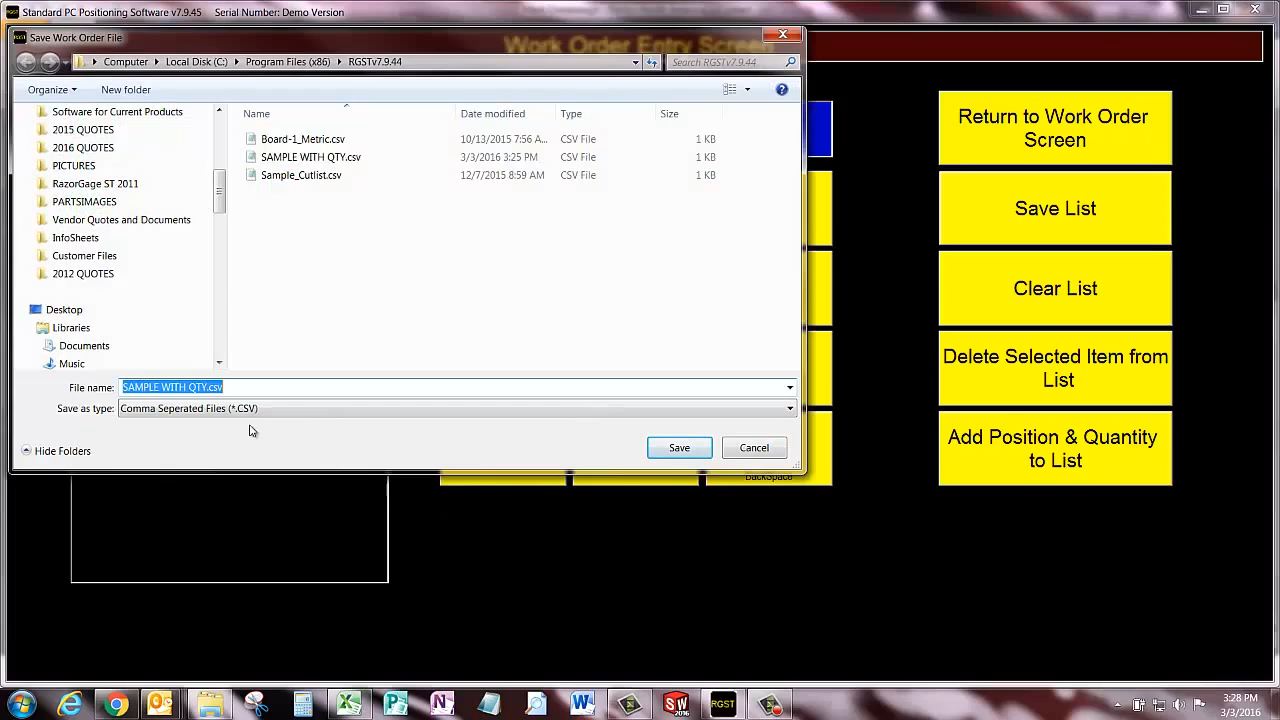 Standard PC Positioning Software v7.9.45 Serial Number: Demo Version
Save Work Order File
Work Order Entry Screen
Computer Local Disk (C:) Program Files (x86) RGSTv7.9.44
Search RGSTv7.9.44
Organize New folder
Name Date modified Type Size
Software for Current Products
2015 QUOTES
2016 QUOTES
PICTURES
RazorGage ST 2011
PARTSIMAGES
Vendor Quotes and Documents
InfoSheets
Customer Files
2012 QUOTES
Desktop
Libraries
Documents
Music
Board-1_Metric.csv 10/13/2015 7:56 A... CSV File 1 KB
SAMPLE WITH QTY.csv 3/3/2016 3:25 PM CSV File 1 KB
Sample_Cutlist.csv 12/7/2015 8:59 AM CSV File 1 KB
File name: SAMPLE WITH QTY.csv
Save as type: Comma Seperated Files (*.CSV)
Hide Folders
Save
Cancel
BackSpace
Return to Work Order
Screen
Save List
Clear List
Delete Selected Item from
List
Add Position & Quantity
to List
RGST
SW
2016
RGST
3:28 PM
3/3/2016